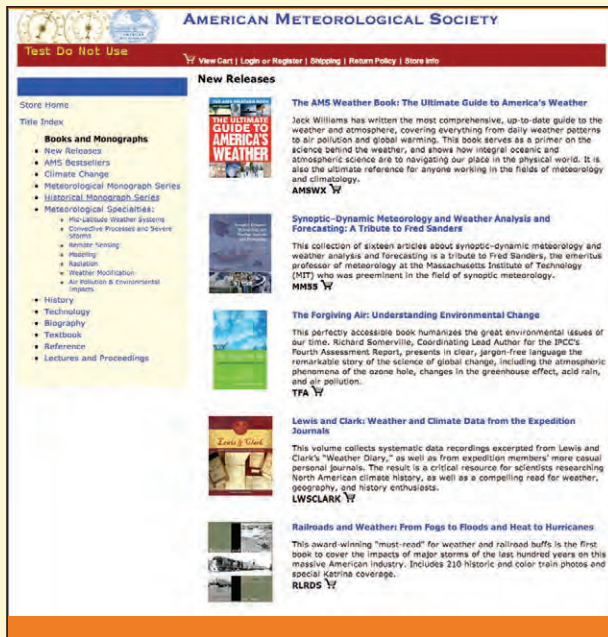 AMERICAN METEOROLOGICAL SOCIETY
Test Do Not Use
View Cart | Login or Register | Shipping | Return Policy | Store Info
Store Home
Title Index
Books and Monographs
New Releases
AMS Bestsellers
Climate Change
Meteorological Monograph Series
Historical Monograph Series
Meteorological Specialties:
Mid-Latitude Weather Systems
Convective Processes and Severe
Storms
Remote Sensing
Modeling
Radiation
Weather Modification
Air Pollution & Environmental
Impacts
History
Technology
Biography
Textbook
Reference
Lectures and Proceedings
New Releases
THE AMS WEATHER BOOK
THE ULTIMATE
GUIDE TO
AMERICA'S
WEATHER
The AMS Weather Book: The Ultimate Guide to America's Weather
Jack Williams has written the most comprehensive, up-to-date guide to the
weather and atmosphere, covering everything from daily weather patterns
to air pollution and global warming. This book serves as a primer on the
science behind the weather, and shows how integral oceanic and
atmospheric science are to navigating our place in the physical world. It is
also the ultimate reference for anyone working in the fields of meteorology
and climatology.
AMSWX
Synoptic-Dynamic Meteorology and Weather Analysis and
Forecasting: A Tribute to Fred Sanders
This collection of sixteen articles about synoptic-dynamic meteorology and
weather analysis and forecasting is a tribute to Fred Sanders, the emeritus
professor of meteorology at the Massachusetts Institute of Technology
(MIT) who was preeminent in the field of synoptic meteorology.
MM55
The Forgiving Air: Understanding Environmental Change
This perfectly accessible book humanizes the great environmental issues of
our time. Richard Somerville, Coordinating Lead Author for the IPCC's
Fourth Assessment Report, presents in clear, jargon-free language the
remarkable story of the science of global change, including the atmospheric
phenomena of the ozone hole, changes in the greenhouse effect, acid rain,
and air pollution.
TFA
Lewis & Clark
Lewis and Clark: Weather and Climate Data from the Expedition
Journals
This volume collects systematic data recordings excerpted from Lewis and
Clark's "Weather Diary," as well as from expedition members' more casual
personal journals. The result is a critical resource for scientists researching
North American climate history, as well as a compelling read for weather,
geography, and history enthusiasts.
LWSCLARK
Railroads and Weather: From Fogs to Floods and Heat to Hurricanes
This award-winning "must-read" for weather and railroad buffs is the first
book to cover the impacts of major storms of the last hundred years on this
massive American industry. Includes 210 historic and color train photos and
special Katrina coverage.
RLRDS